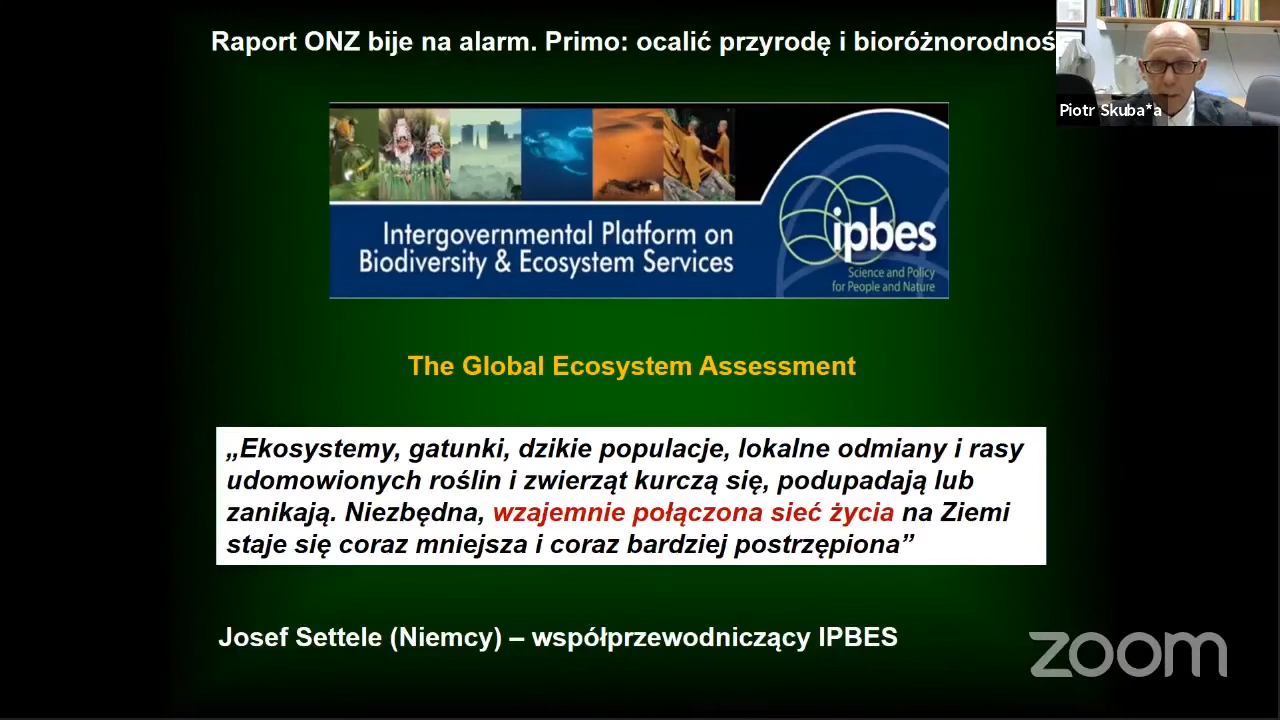 Raport ONZ bije na alarm. Primo: ocalić przyrodę i bioróżnorodnoś
Piotr Skuba*a
Intergovernmental Platform on
Biodiversity & Ecosystem Services
ipbes
Science and Policy
for People and Nature
The Global Ecosystem Assessment
„Ekosystemy, gatunki, dzikie populacje, lokalne odmiany i rasy
udomowionych roślin i zwierząt kurczą się, podupadają lub
zanikają. Niezbędna, wzajemnie połączona sieć życia na Ziemi
staje się coraz mniejsza i coraz bardziej postrzępiona”
Josef Settele (Niemcy) – współprzewodniczący IPBES
zoom